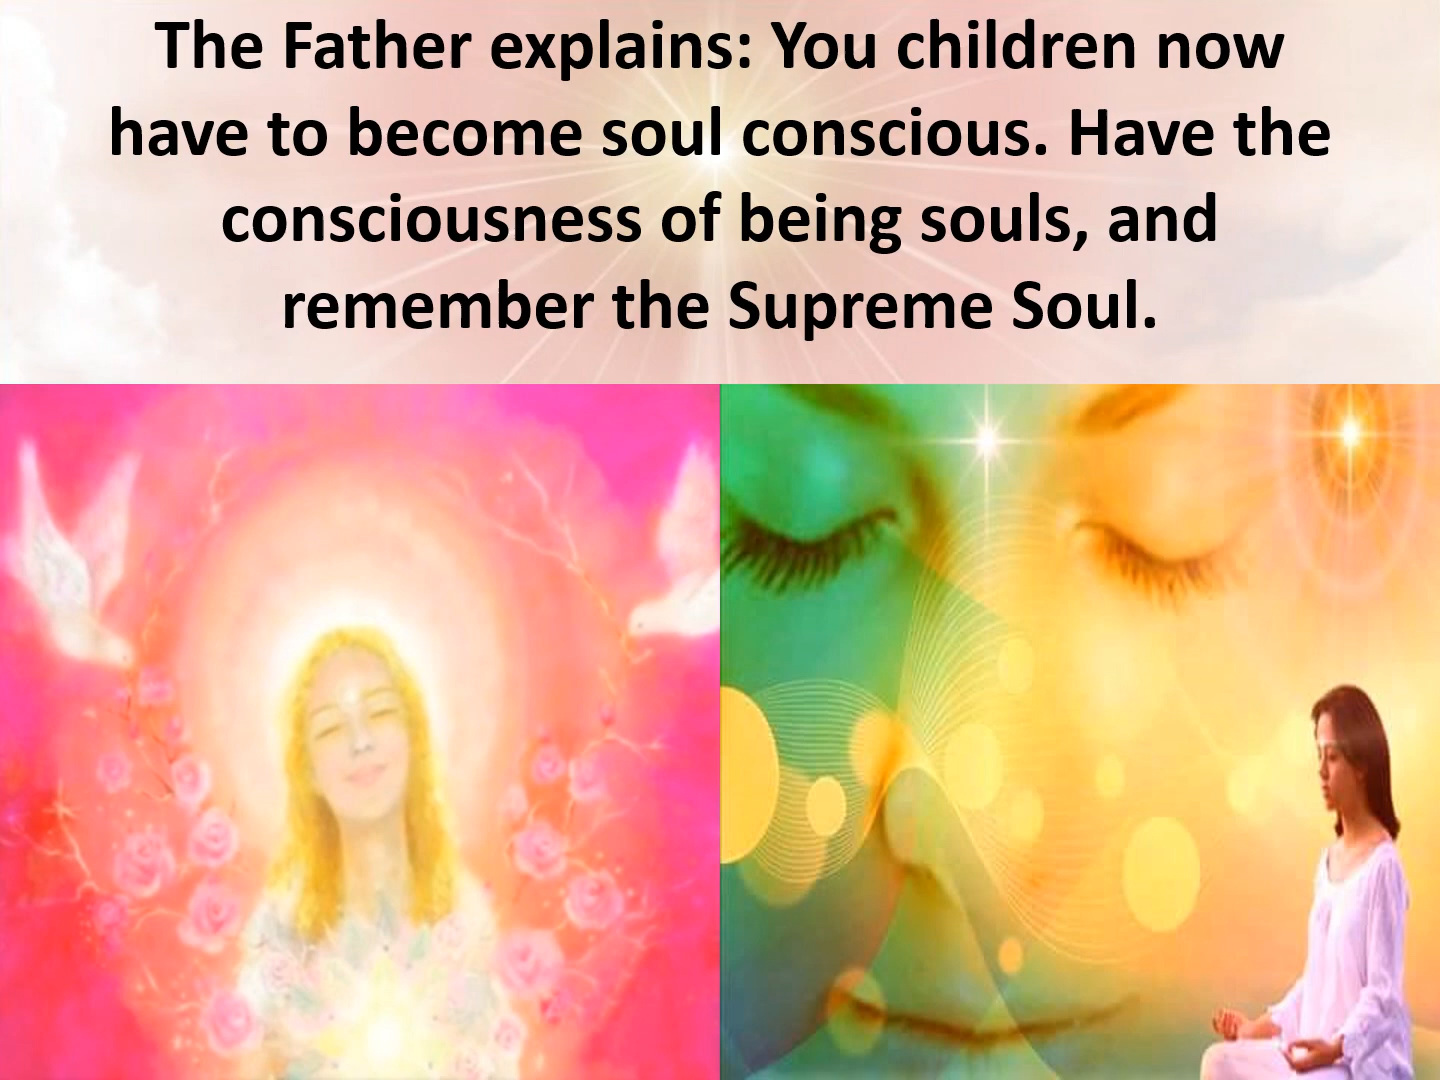 The Father explains: You children now
have to become soul conscious. Have the
consciousness of being souls, and
remember the Supreme Soul.